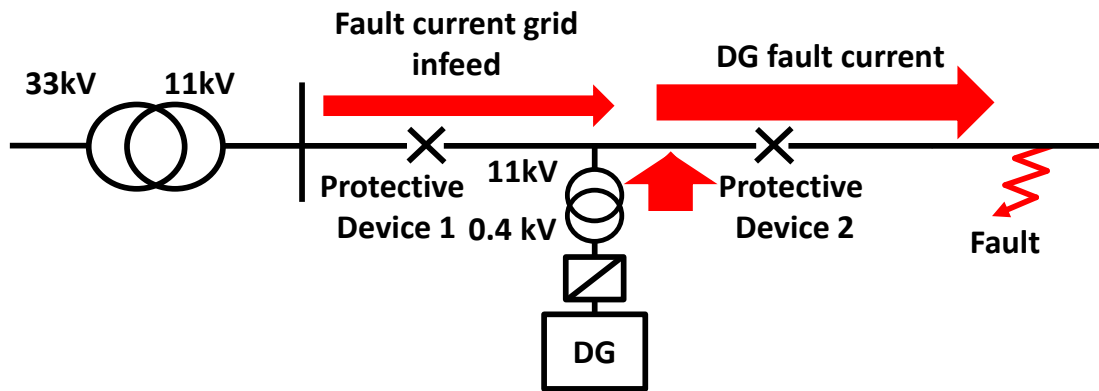 Fault current grid
infeed
DG fault current
33kV
11kV
Protective
Device 1
11kV
0.4 kV
Protective
Device 2
Fault
DG